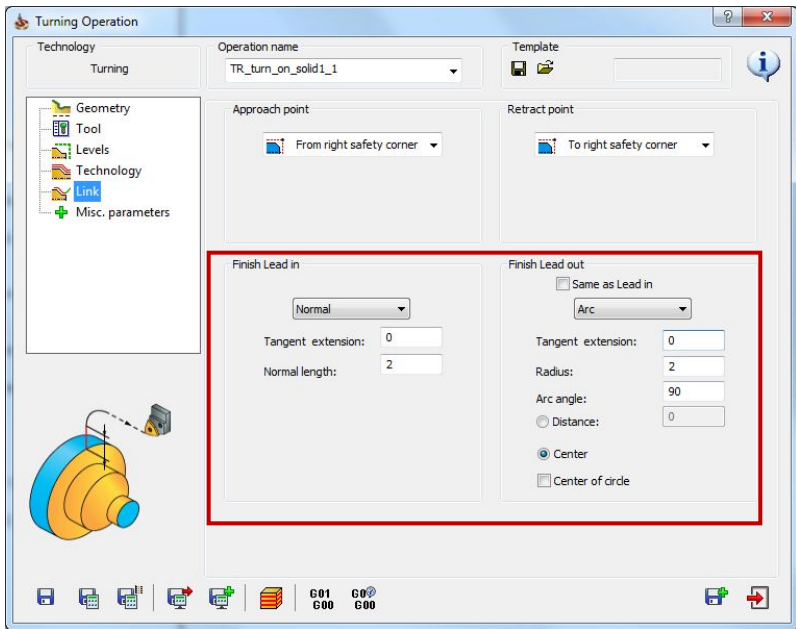 Turning Operation
?
Technology
Turning
Operation name
TR_turn_on_solid1_1
Template
i
Geometry
Tool
Levels
Technology
Link
Misc. parameters
Approach point
From right safety corner
Retract point
To right safety corner
Finish Lead in
Normal
Tangent extension: 0
Normal length: 2
Finish Lead out
Same as Lead in
Arc
Tangent extension: 0
Radius: 2
Arc angle: 90
Distance: 0
Center
Center of circle
G01 G00
G00 G00